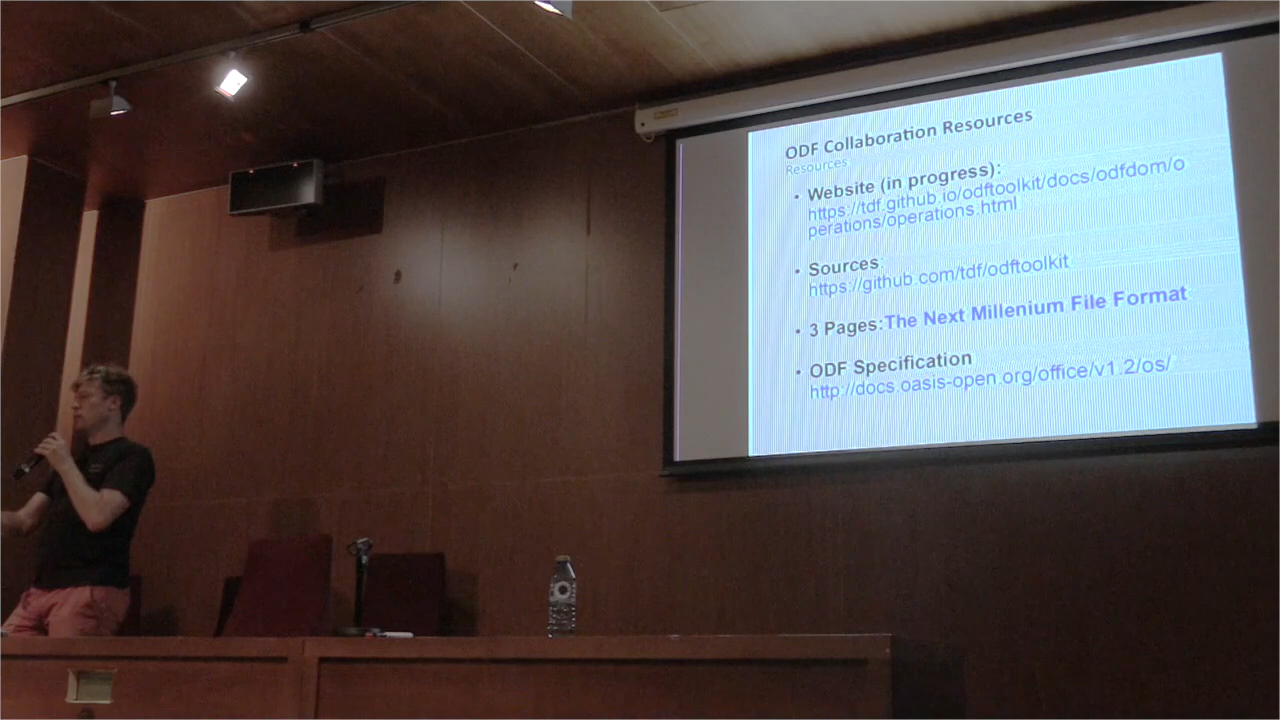 ODF Collaboration Resources
Resources
• Website (in progress):
https://tdf.github.io/odftoolkit/docs/odfdom/o
perations/operations.html
• Sources
https://github.com/tdf/odftoolkit
• 3 Pages:The Next Millenium File Format
• ODF Specification
http://docs.oasis-open.org/office/v1.2/os/